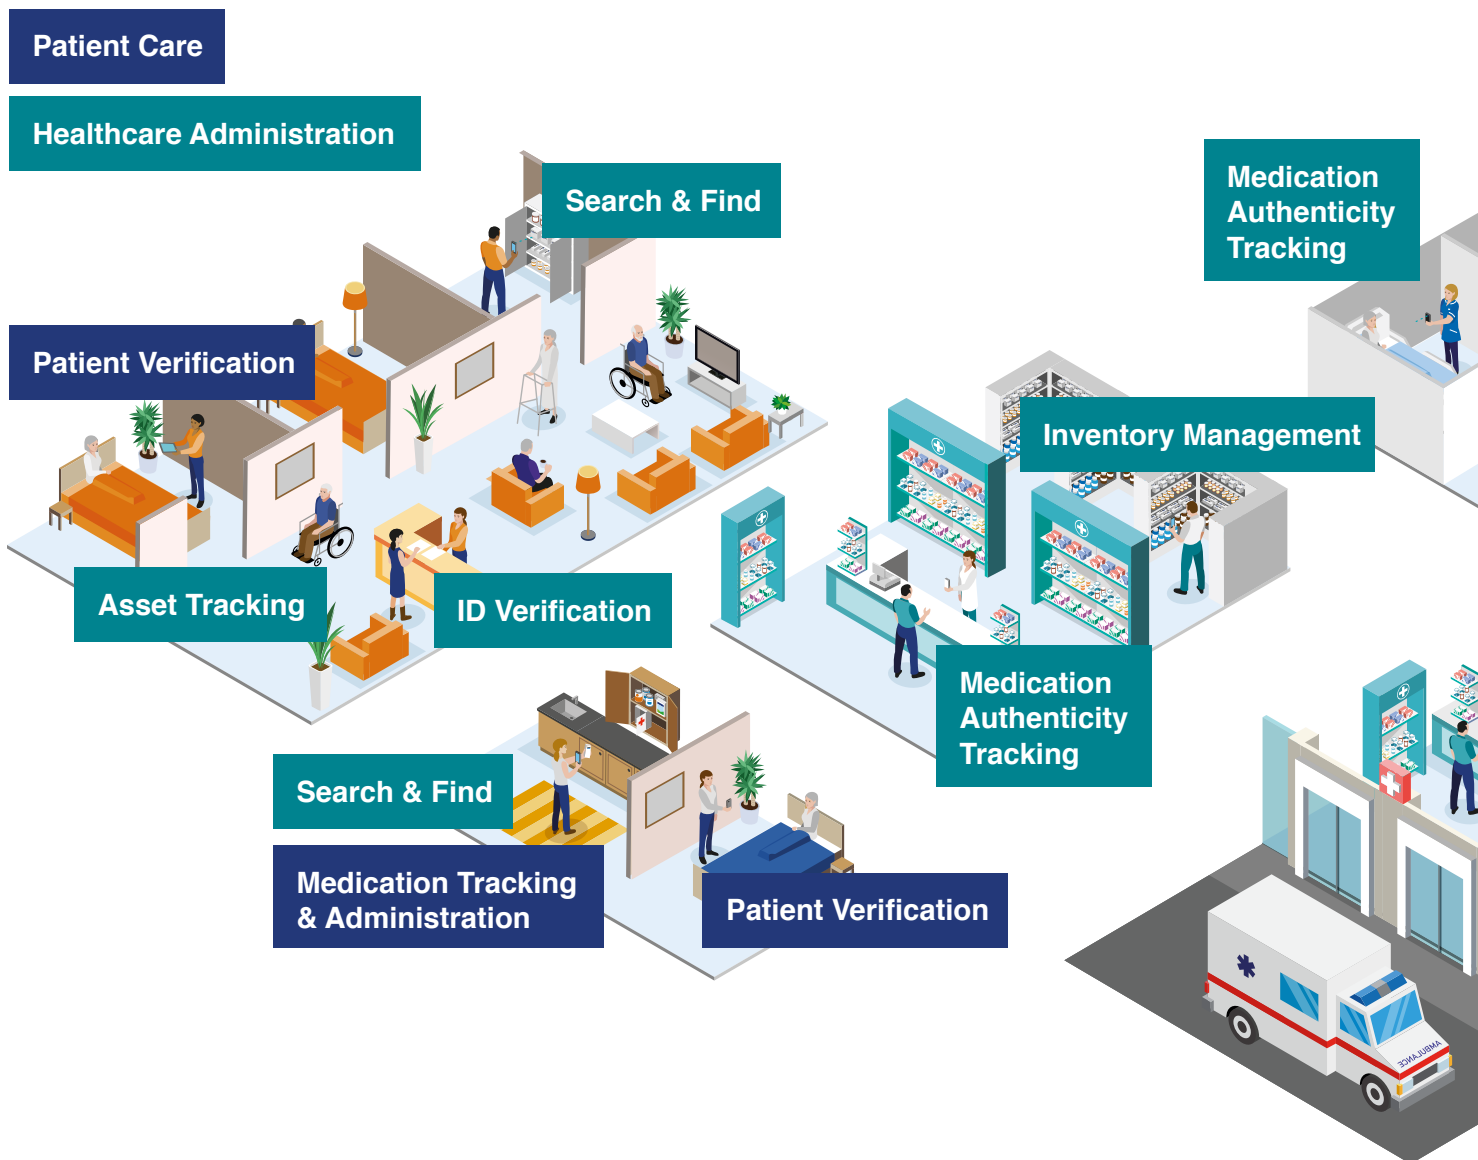 Patient Care
Healthcare Administration
Search & Find
Medication
Authenticity
Tracking
Patient Verification
Inventory Management
Asset Tracking
ID Verification
Medication
Authenticity
Tracking
Search & Find
Medication Tracking
& Administration
Patient Verification
AMBULANCE